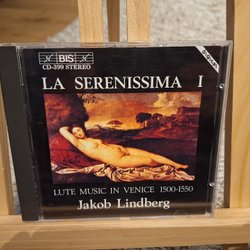 BIS
CD-399 STEREO
LA SERENISSIMA I
LUTE MUSIC IN VENICE 1500-1550
Jakob Lindberg